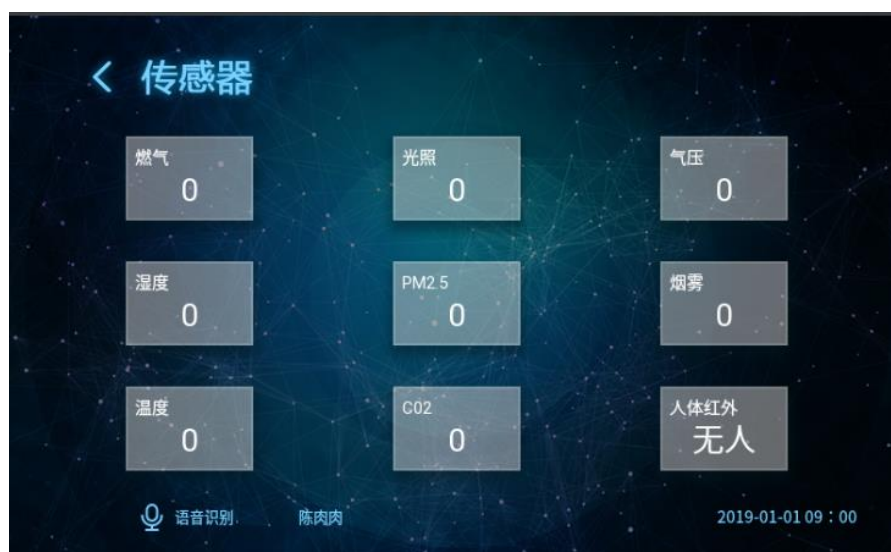 传感器
燃气
0
光照
0
气压
0
湿度
0
PM2.5
0
烟雾
0
温度
0
C02
0
人体红外
无人
语音识别 陈肉肉 2019-01-01 09：00